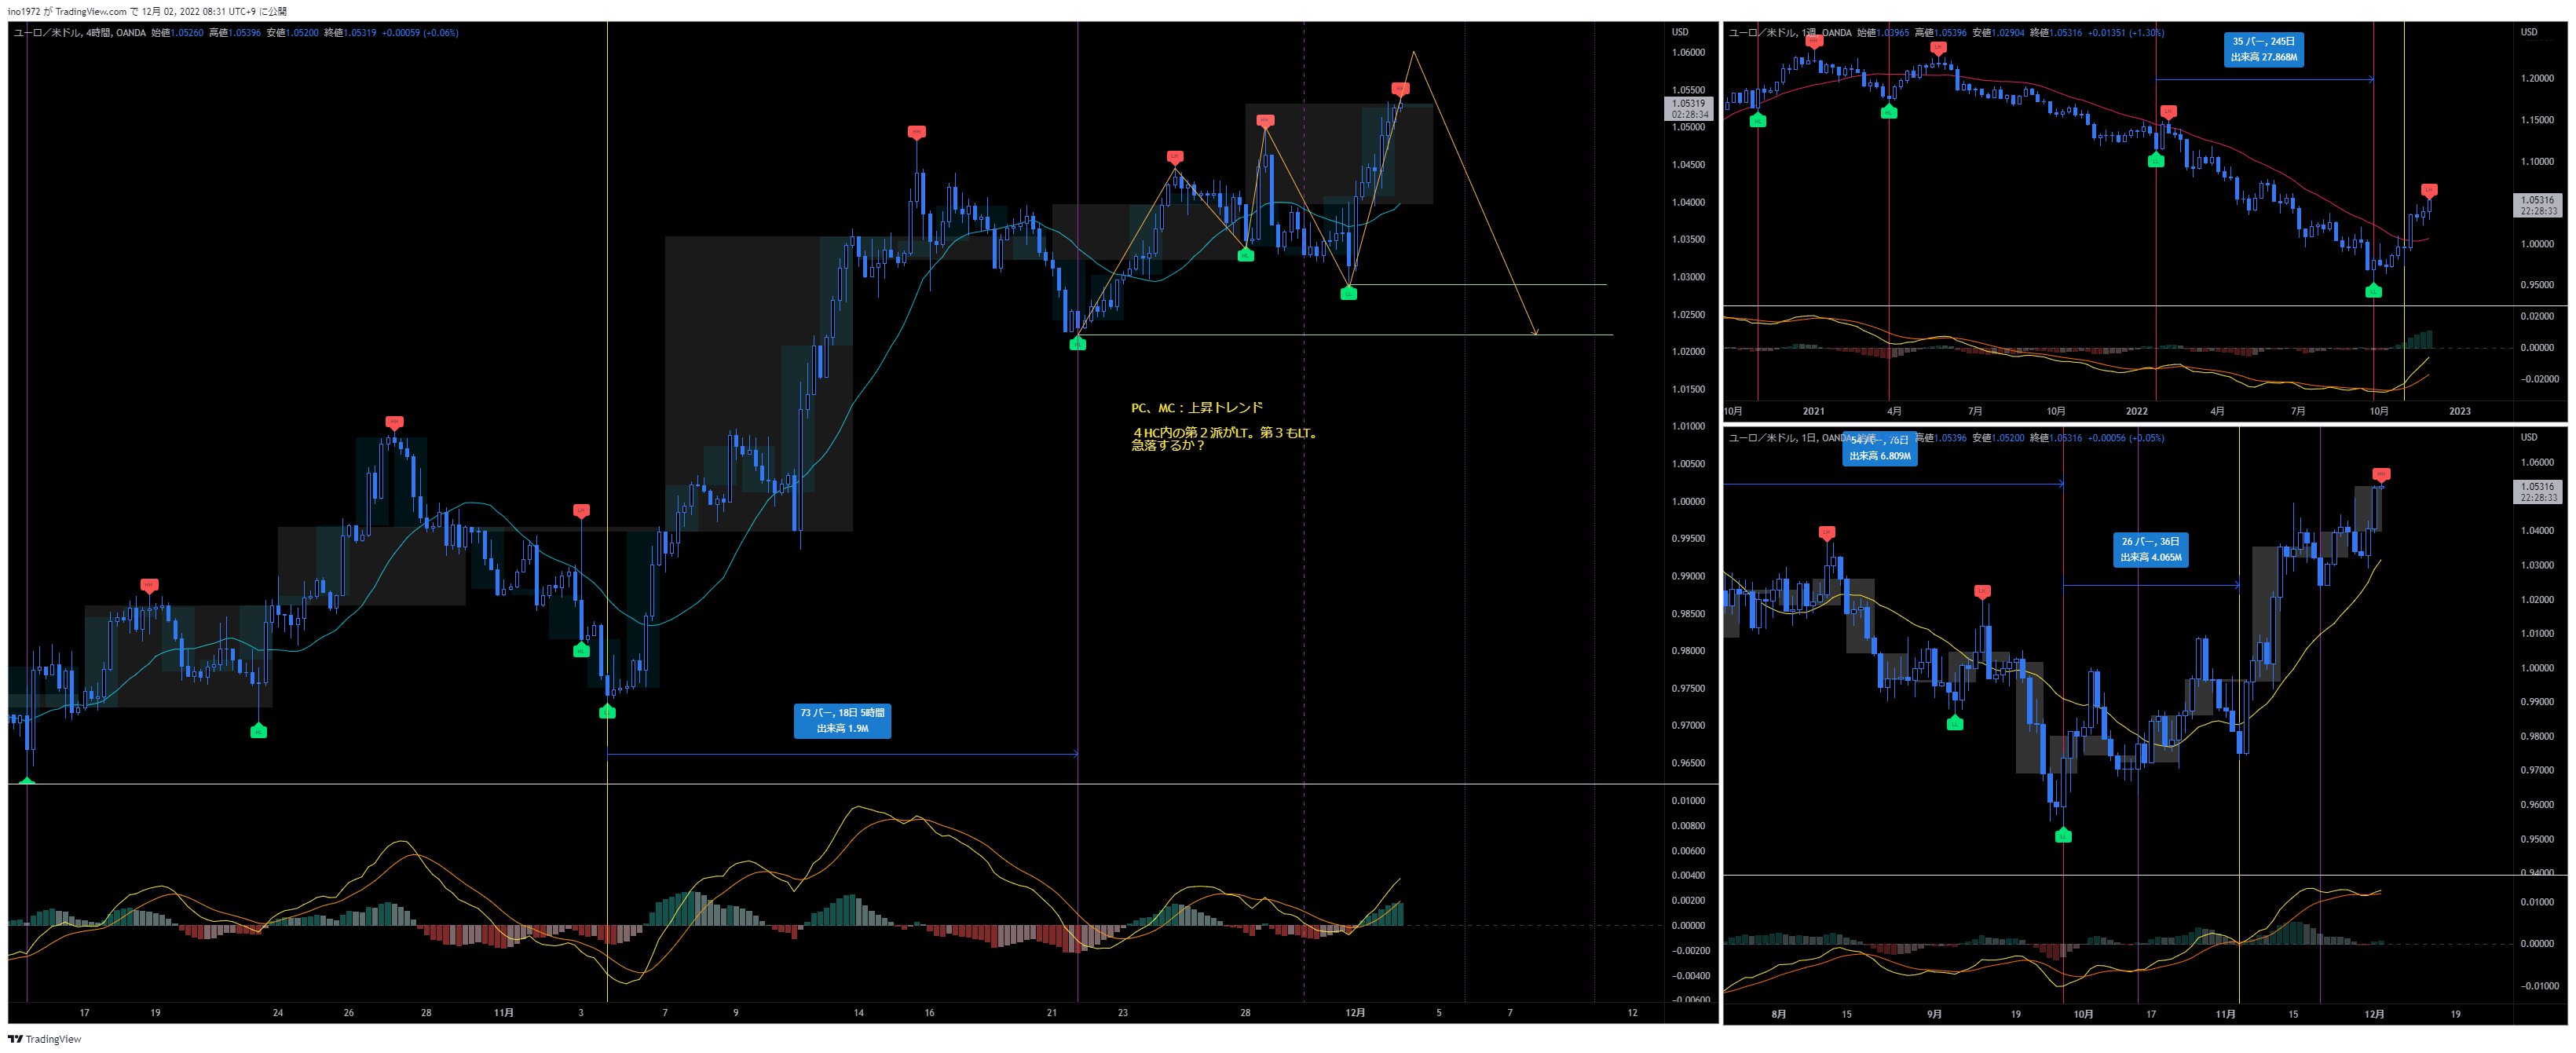 ino1972 が TradingView.com で 12月 02, 2022 08:31 UTC+9 に公開
ユーロ／米ドル, 4時間, OANDA 始値1.05260 高値1.05396 安値1.05200 終値1.05319 +0.00059 (+0.06%)
USD
1.06000
1.05500
1.05319
02:28:34
1.05000
1.04500
1.04000
1.03500
1.03000
1.02500
1.02000
1.01500
1.01000
1.00500
1.00000
0.99500
0.99000
0.98500
0.98000
0.97500
0.97000
0.96500
PC、MC：上昇トレンド
４HC内の第２派がLT。第３もLT。
急落するか？
73 バー, 18日 5時間
出来高 1.9M
0.01000
0.00800
0.00600
0.00400
0.00200
0.00000
−0.00200
−0.00400
−0.00600
17 19 24 26 28 11月 3 7 9 14 16 21 23 28 12月 5 7 12
ユーロ／米ドル, 1週, OANDA 始値1.03965 高値1.05396 安値1.02904 終値1.05316 +0.01351 (+1.30%)
35 バー, 245日
出来高 27.868M
USD
1.20000
1.15000
1.10000
1.05316
22:28:33
1.00000
0.95000
0.02000
0.00000
−0.02000
10月 2021 4月 7月 10月 2022 4月 7月 10月 2023
ユーロ／米ドル, 1日, OANDA 高値1.05396 安値1.05200 終値1.05316 +0.00056 (+0.05%)
54 バー, 76日
出来高 6.809M
26 バー, 36日
出来高 4.065M
USD
1.06000
1.05316
22:28:33
1.04000
1.03000
1.02000
1.01000
1.00000
0.99000
0.98000
0.97000
0.96000
0.95000
0.94000
0.01000
0.00000
−0.01000
8月 15 9月 19 10月 17 11月 15 12月 19
TradingView